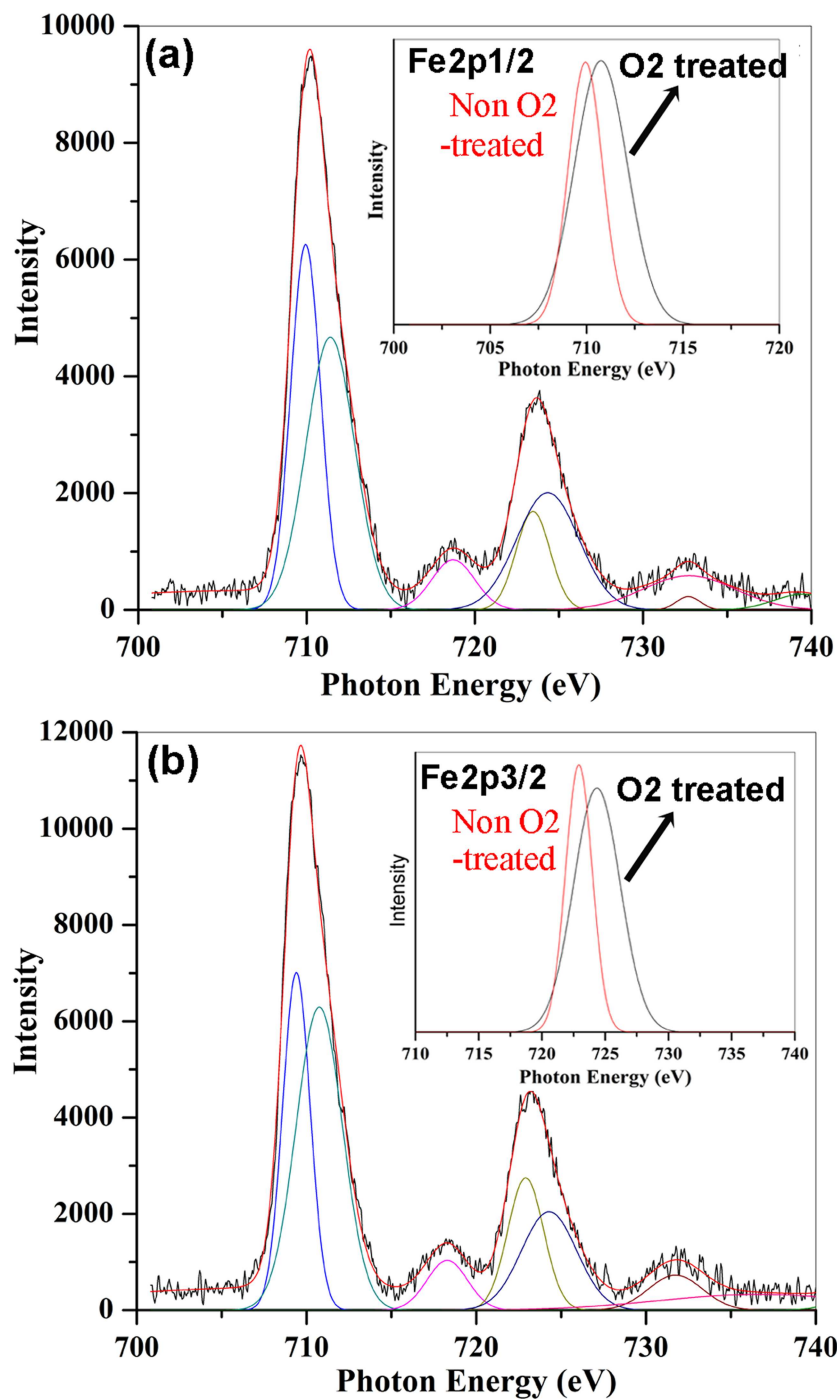 (a)
10000
8000
6000
4000
2000
0
Intensity
700
710
720
730
740
Photon Energy (eV)
Fe2p1/2
O2 treated
Non O2
-treated
Intensity
700
705
710
715
720
Photon Energy (eV)
(b)
12000
10000
8000
6000
4000
2000
0
Intensity
700
710
720
730
740
Photon Energy (eV)
Fe2p3/2
O2 treated
Non O2
-treated
Intensity
710
715
720
725
730
735
740
Photon Energy (eV)